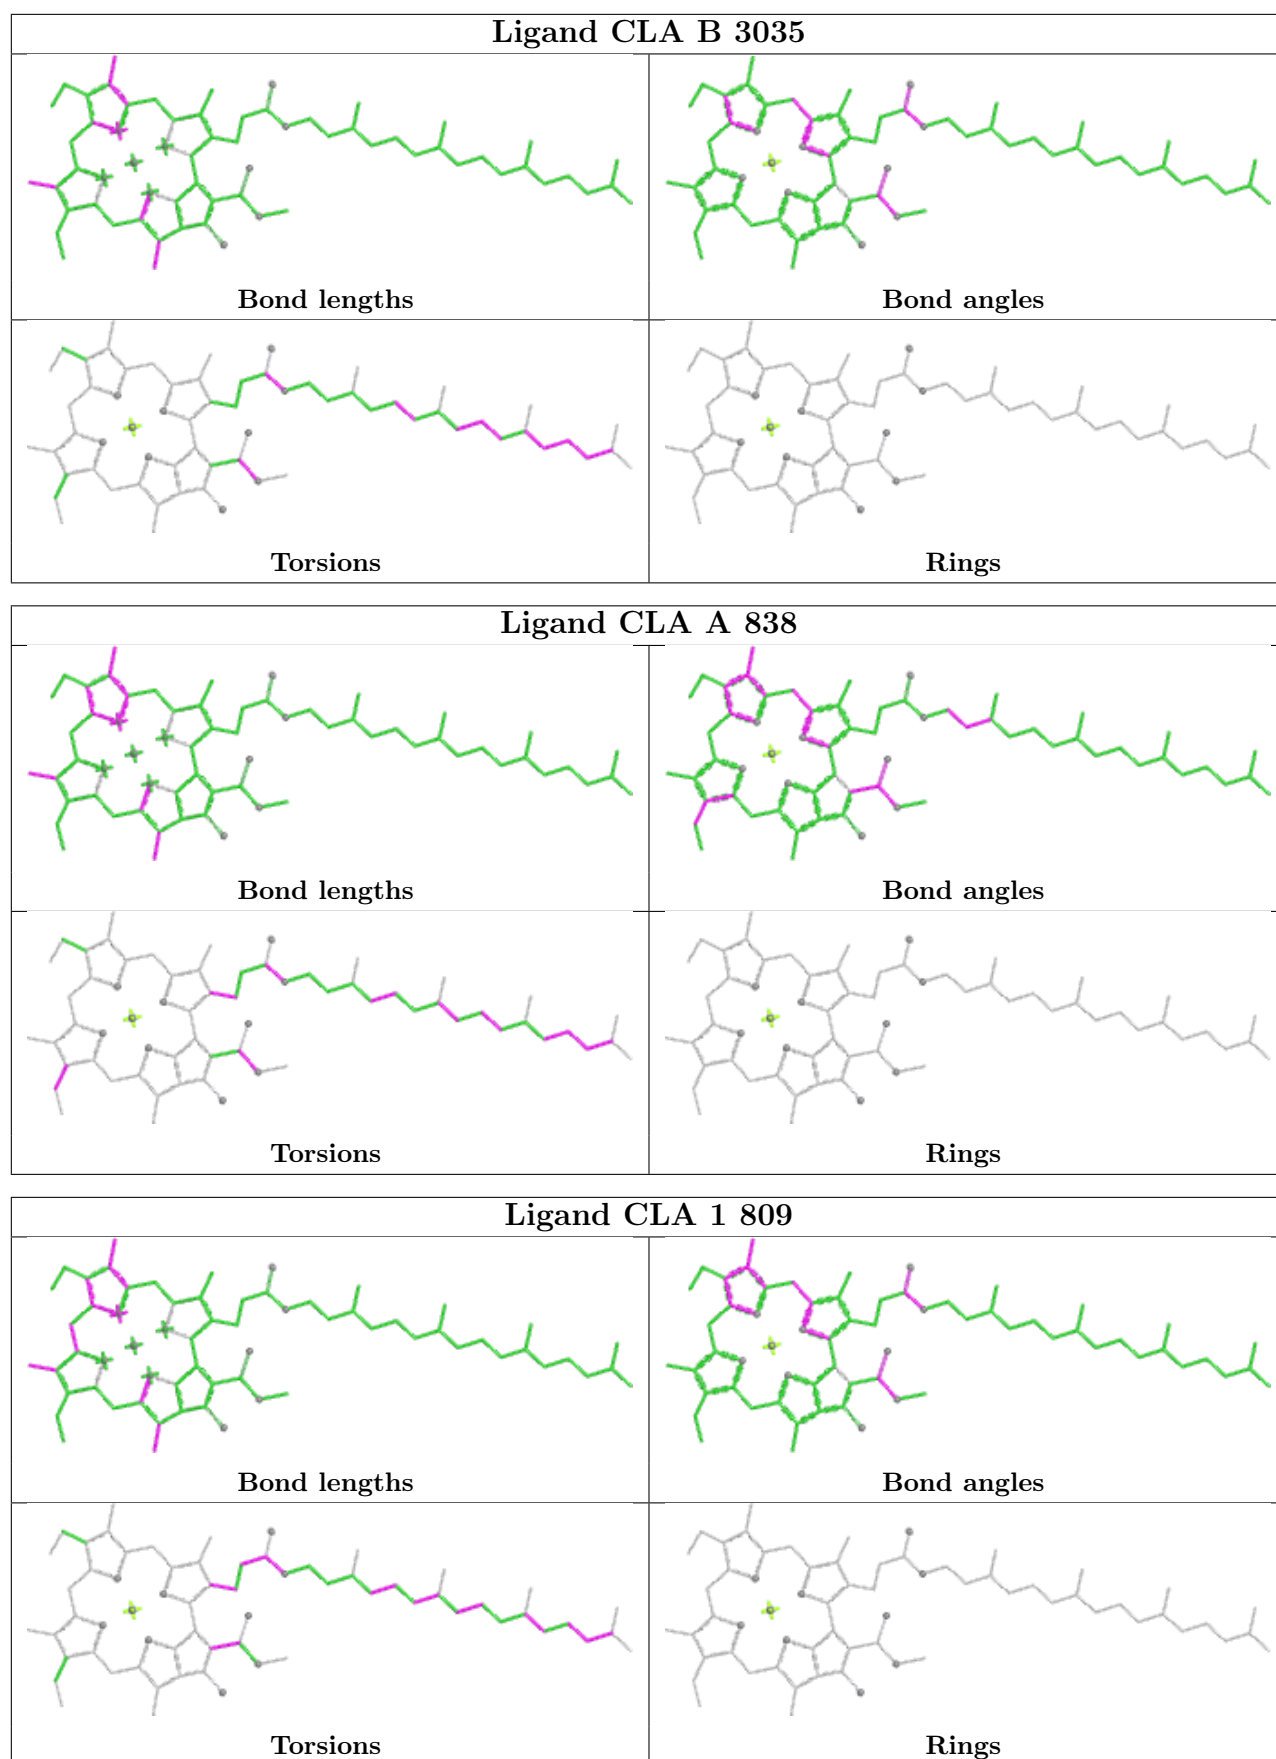 Ligand CLA B 3035
Bond lengths
Bond angles
Torsions
Rings
Ligand CLA A 838
Bond lengths
Bond angles
Torsions
Rings
Ligand CLA 1 809
Bond lengths
Bond angles
Torsions
Rings